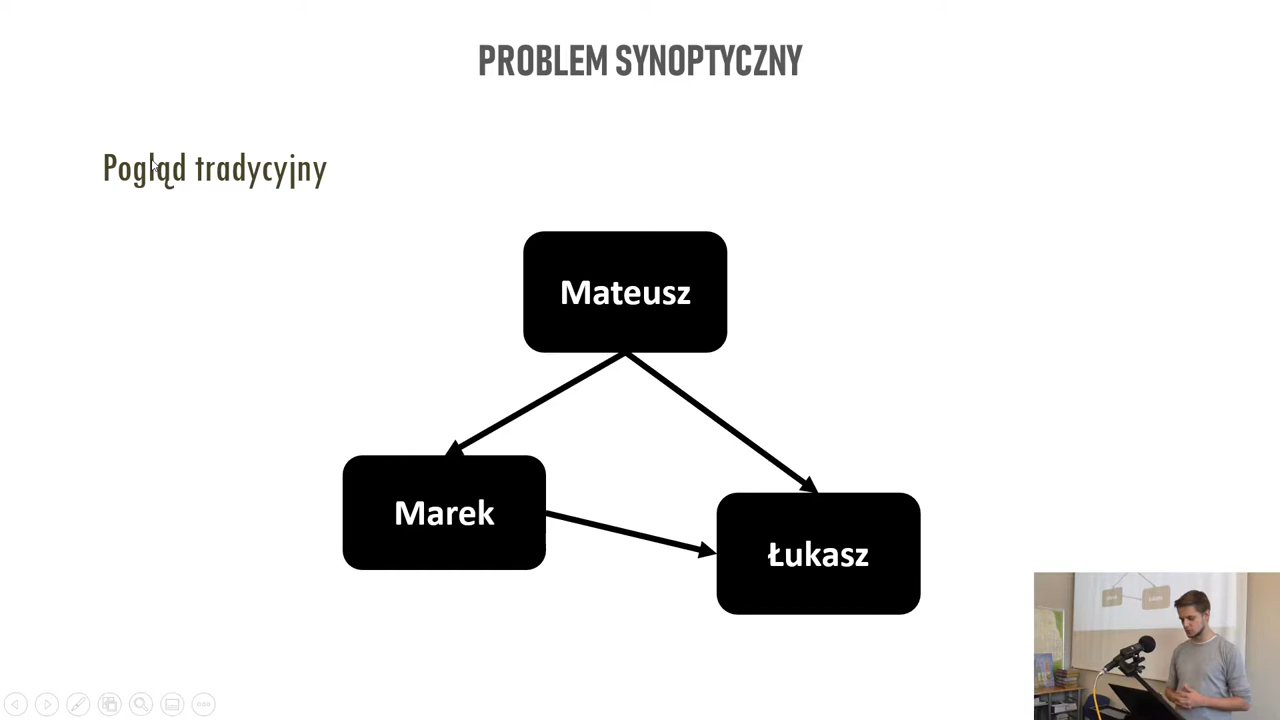 PROBLEM SYNOPTYCZNY
Pogląd tradycyjny
Mateusz
Marek
Łukasz